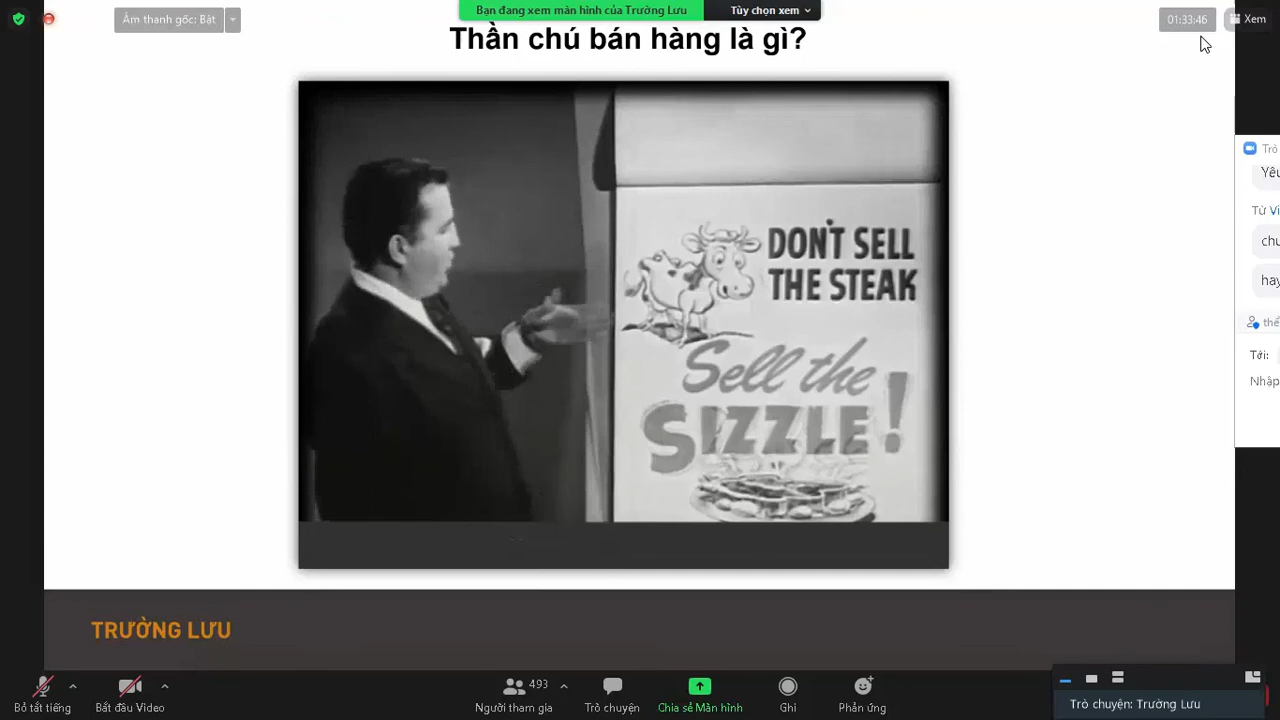 Bạn đang xem màn hình của Trường Lưu
Tùy chọn xem
Âm thanh gốc: Bật
01:33:46
Xem
Thần chú bán hàng là gì?
DON'T SELL
THE STEAK
Sell the
SIZZLE!
Trò
Yêu
Từ Vi
hay
thể
Tới:
Nhập
TRƯỜNG LƯU
Bỏ tắt tiếng
Bắt đầu Video
493
Người tham gia
Trò chuyện
Chia sẻ Màn hình
Ghi
Phản ứng
Trò chuyện: Trường Lưu